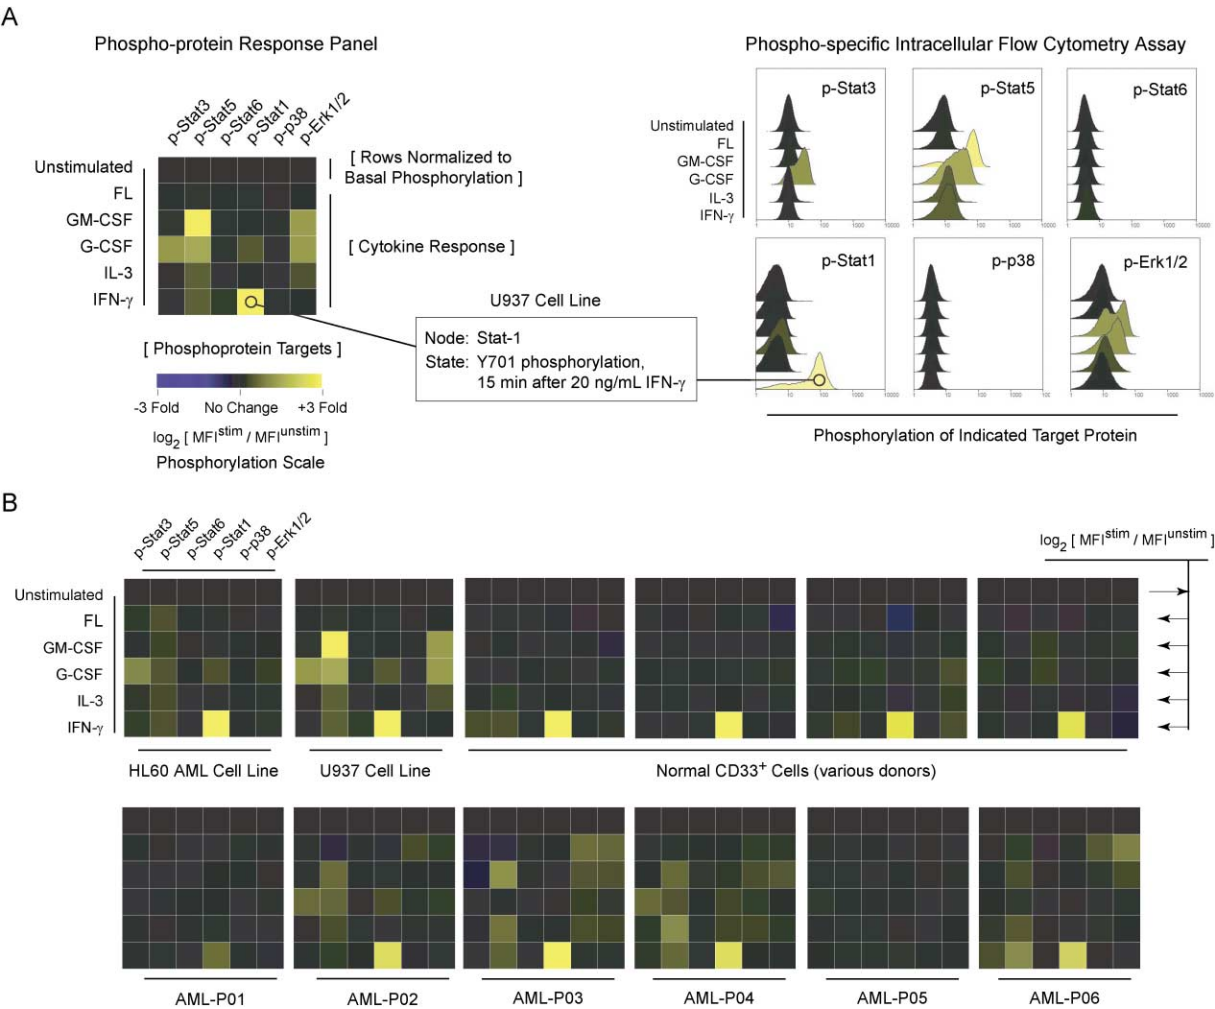 A
Phospho-protein Response Panel
p-Stat3
p-Stat5
p-Stat6
p-Stat1
p-p38
p-Erk1/2
Unstimulated
FL
GM-CSF
G-CSF
IL-3
IFN-γ
[ Rows Normalized to
Basal Phosphorylation ]
[ Cytokine Response ]
[ Phosphoprotein Targets ]
-3 Fold No Change +3 Fold
log2 [ MFIstim / MFIunstim ]
Phosphorylation Scale
U937 Cell Line
Node: Stat-1
State: Y701 phosphorylation,
15 min after 20 ng/mL IFN-γ
Phospho-specific Intracellular Flow Cytometry Assay
Unstimulated
FL
GM-CSF
G-CSF
IL-3
IFN-γ
p-Stat3
p-Stat5
p-Stat6
p-Stat1
p-p38
p-Erk1/2
Phosphorylation of Indicated Target Protein
B
p-Stat3
p-Stat5
p-Stat6
p-Stat1
p-p38
p-Erk1/2
log2 [ MFIstim / MFIunstim ]
Unstimulated
FL
GM-CSF
G-CSF
IL-3
IFN-γ
HL60 AML Cell Line U937 Cell Line Normal CD33+ Cells (various donors)
AML-P01 AML-P02 AML-P03 AML-P04 AML-P05 AML-P06